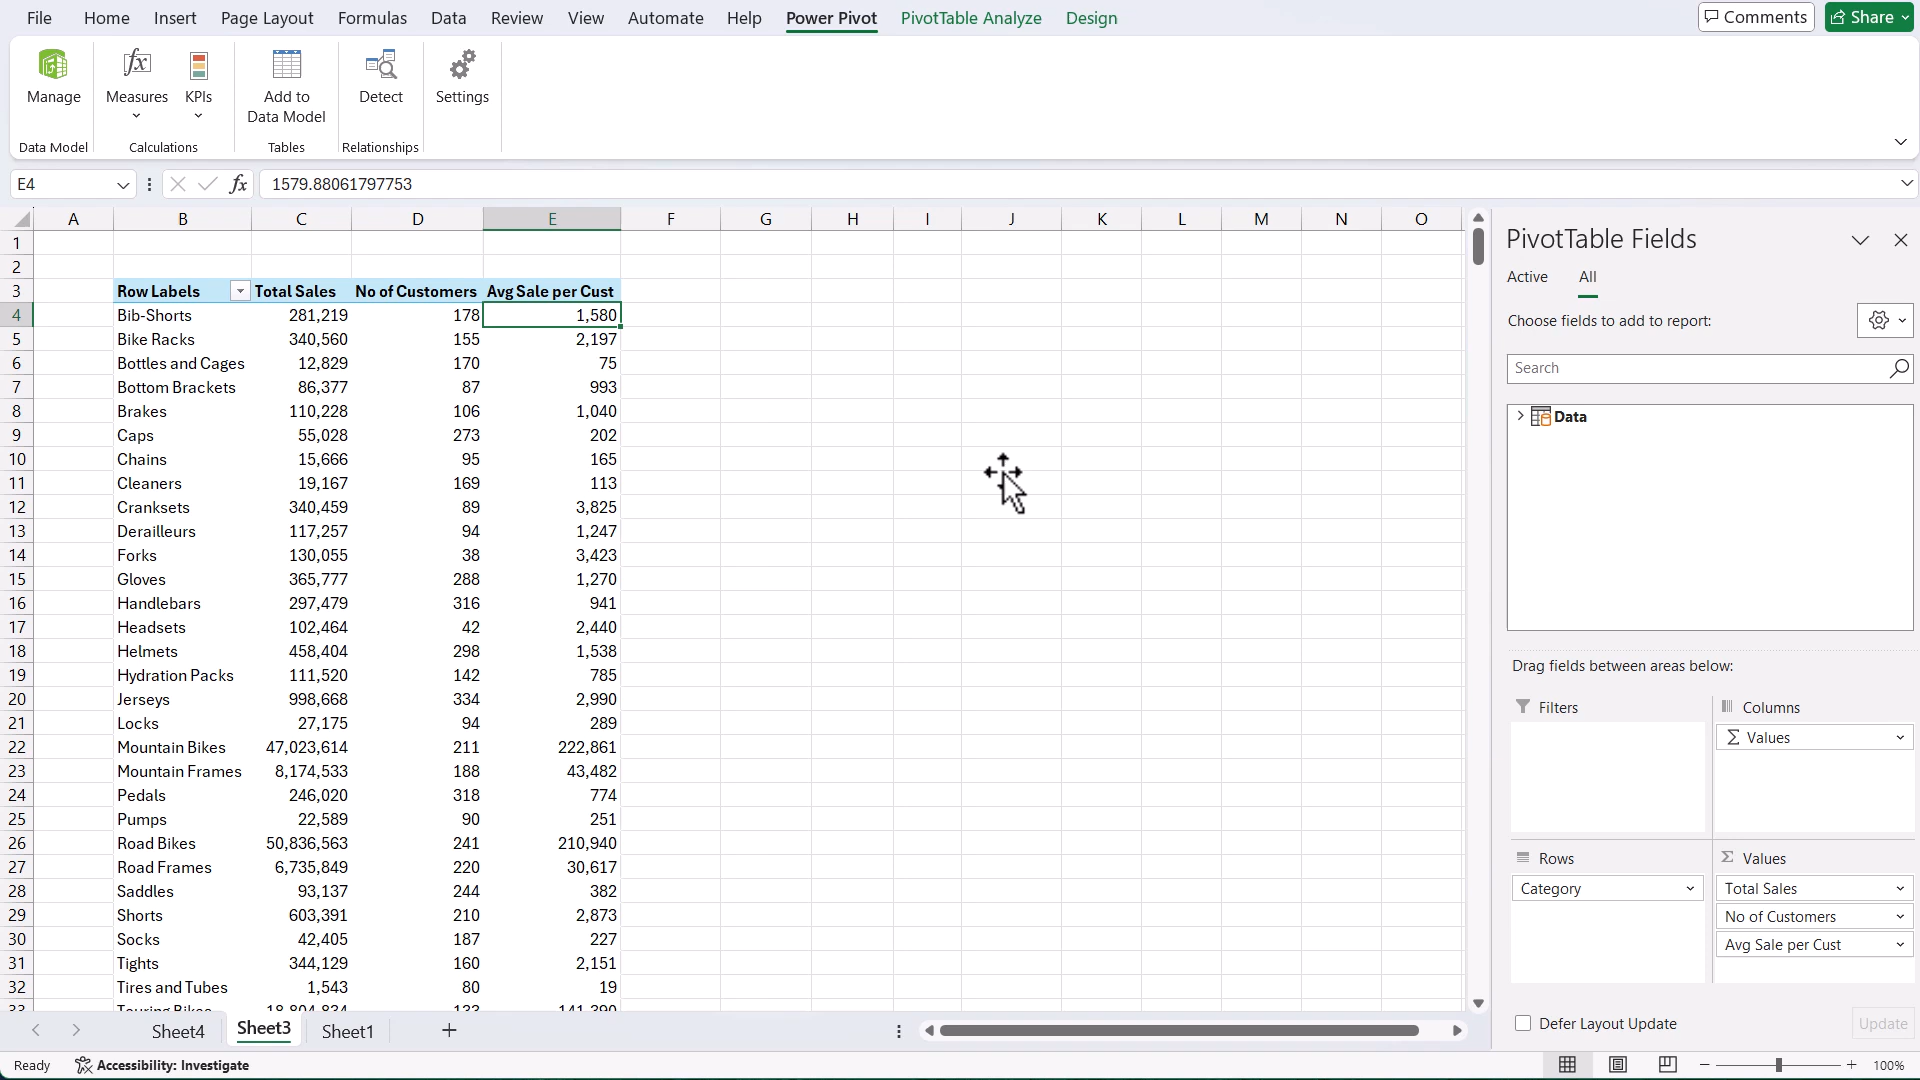 File Home Insert Page Layout Formulas Data Review View Automate Help Power Pivot PivotTable Analyze Design Comments Share
Manage Measures KPIs Add to Data Model Detect Settings
Data Model Calculations Tables Relationships
E4 fx 1579.88061797753
A B C D E F G H I J K L M N O
1
2
3 Row Labels Total Sales No of Customers Avg Sale per Cust
4 Bib-Shorts 281,219 178 1,580
5 Bike Racks 340,560 155 2,197
6 Bottles and Cages 12,829 170 75
7 Bottom Brackets 86,377 87 993
8 Brakes 110,228 106 1,040
9 Caps 55,028 273 202
10 Chains 15,666 95 165
11 Cleaners 19,167 169 113
12 Cranksets 340,459 89 3,825
13 Derailleurs 117,257 94 1,247
14 Forks 130,055 38 3,423
15 Gloves 365,777 288 1,270
16 Handlebars 297,479 316 941
17 Headsets 102,464 42 2,440
18 Helmets 458,404 298 1,538
19 Hydration Packs 111,520 142 785
20 Jerseys 998,668 334 2,990
21 Locks 27,175 94 289
22 Mountain Bikes 47,023,614 211 222,861
23 Mountain Frames 8,174,533 188 43,482
24 Pedals 246,020 318 774
25 Pumps 22,589 90 251
26 Road Bikes 50,836,563 241 210,940
27 Road Frames 6,735,849 220 30,617
28 Saddles 93,137 244 382
29 Shorts 603,391 210 2,873
30 Socks 42,405 187 227
31 Tights 344,129 160 2,151
32 Tires and Tubes 1,543 80 19
33 Touring Bikes 18,804,834 133 141,390
PivotTable Fields
Active All
Choose fields to add to report:
Search
Data
Drag fields between areas below:
Filters Columns
Σ Values
Rows Σ Values
Category Total Sales
No of Customers
Avg Sale per Cust
Defer Layout Update Update
Sheet4 Sheet3 Sheet1 +
Ready Accessibility: Investigate − + 100%